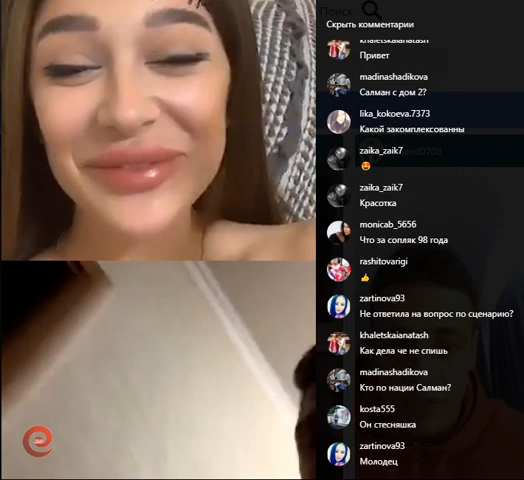 Поиск
Скрыть комментарии
khaletskaianatash
Привет
madinashadikova
Салман с дом 2?
lika_kokoeva.7373
Какой закомплексованны
zaika_zaik7
zaika_zaik7
Красотка
monicab_5656
Что за сопляк 98 года
rashitovarigi
zartinova93
Не ответила на вопрос по сценарию?
khaletskaianatash
Как дела че не спишь
madinashadikova
Кто по нации Салман?
kosta555
Он стесняшка
zartinova93
Молодец